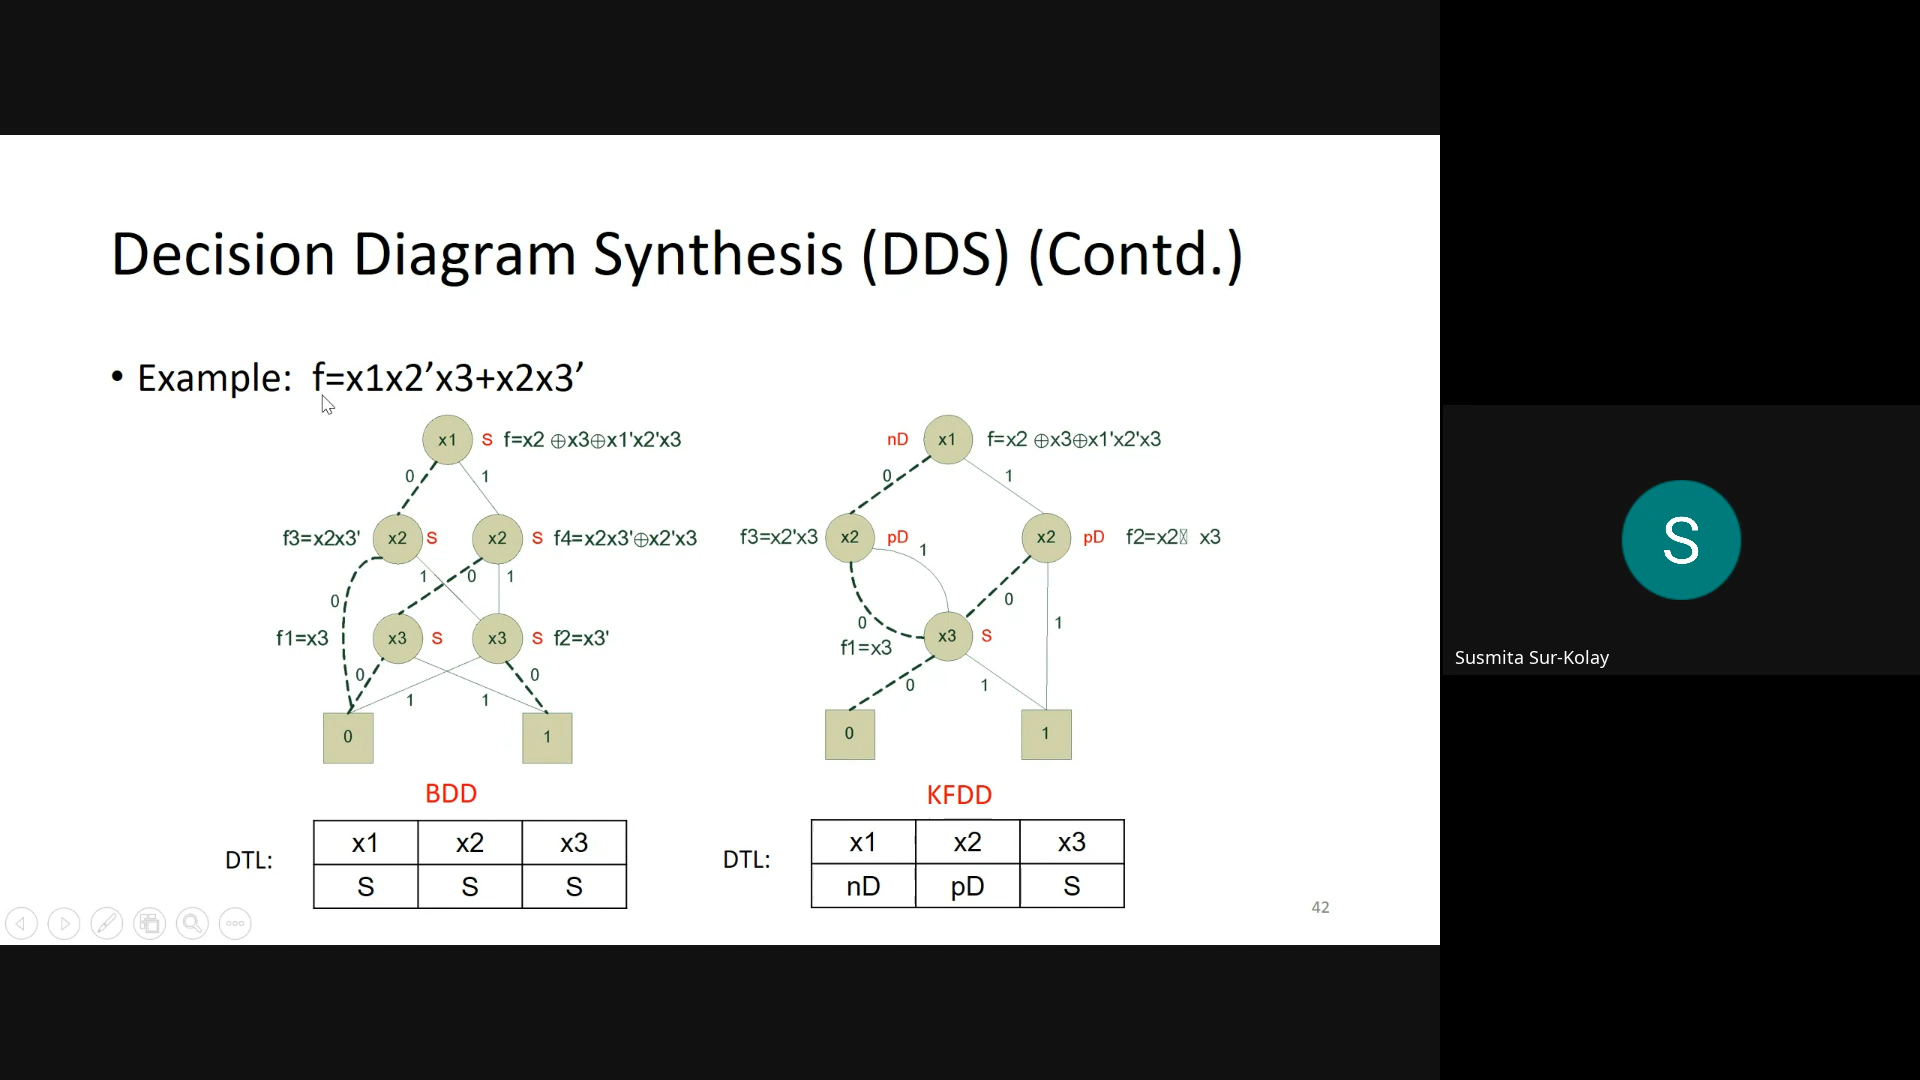 Decision Diagram Synthesis (DDS) (Contd.)
• Example: f=x1x2’x3+x2x3’
x1 S f=x2 ⊕x3⊕x1'x2'x3
0 1
f3=x2x3' x2 S x2 S f4=x2x3'⊕x2'x3
1 0 1
0
f1=x3 x3 S x3 S f2=x3'
0 0
1 1
0 1
BDD
DTL:
x1 x2 x3
S S S
nD x1 f=x2 ⊕x3⊕x1'x2'x3
0 1
f3=x2'x3 x2 pD x2 pD f2=x2 x3
1
0
0 1
f1=x3 x3 S
0 1
0 1
KFDD
DTL:
x1 x2 x3
nD pD S
42
S
Susmita Sur-Kolay